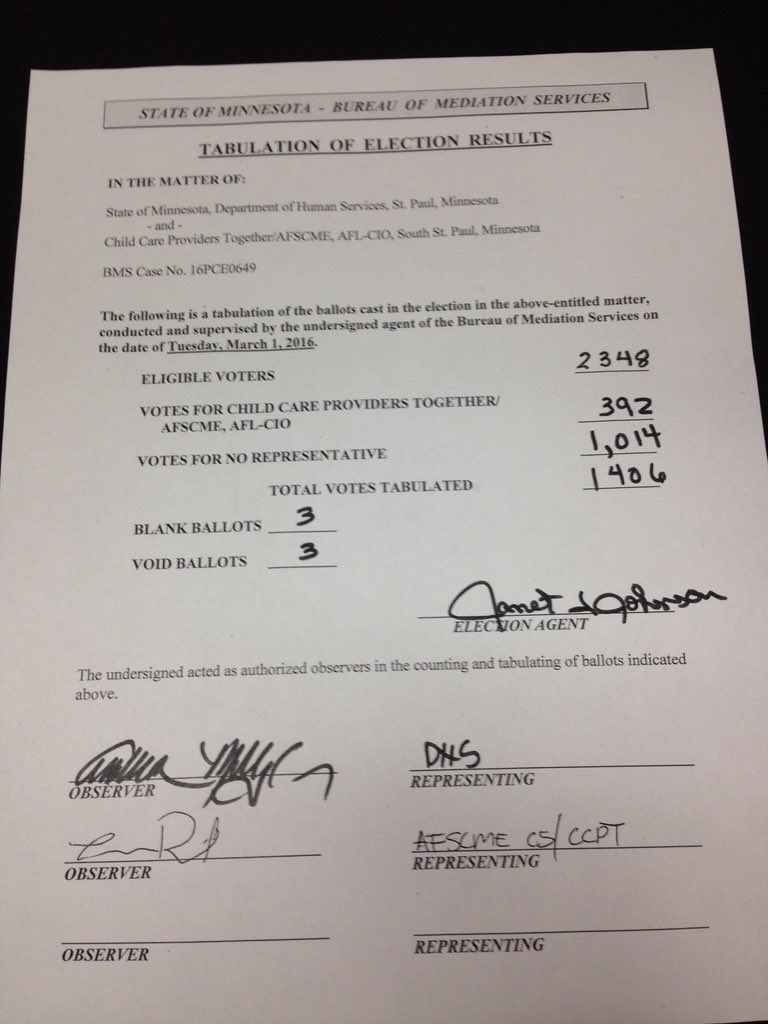 STATE OF MINNESOTA - BUREAU OF MEDIATION SERVICES
TABULATION OF ELECTION RESULTS
IN THE MATTER OF:
State of Minnesota, Department of Human Services, St. Paul, Minnesota
- and -
Child Care Providers Together/AFSCME, AFL-CIO, South St. Paul, Minnesota
BMS Case No. 16PCE0649
The following is a tabulation of the ballots cast in the election in the above-entitled matter,
conducted and supervised by the undersigned agent of the Bureau of Mediation Services on
the date of Tuesday, March 1, 2016.
ELIGIBLE VOTERS 2348
VOTES FOR CHILD CARE PROVIDERS TOGETHER/
AFSCME, AFL-CIO 392
VOTES FOR NO REPRESENTATIVE 1,014
TOTAL VOTES TABULATED 1406
BLANK BALLOTS 3
VOID BALLOTS 3
Janet L Johnson
ELECTION AGENT
The undersigned acted as authorized observers in the counting and tabulating of ballots indicated
above.
DHS
OBSERVER REPRESENTING
AFSCME C5/CCPT
OBSERVER REPRESENTING
OBSERVER REPRESENTING